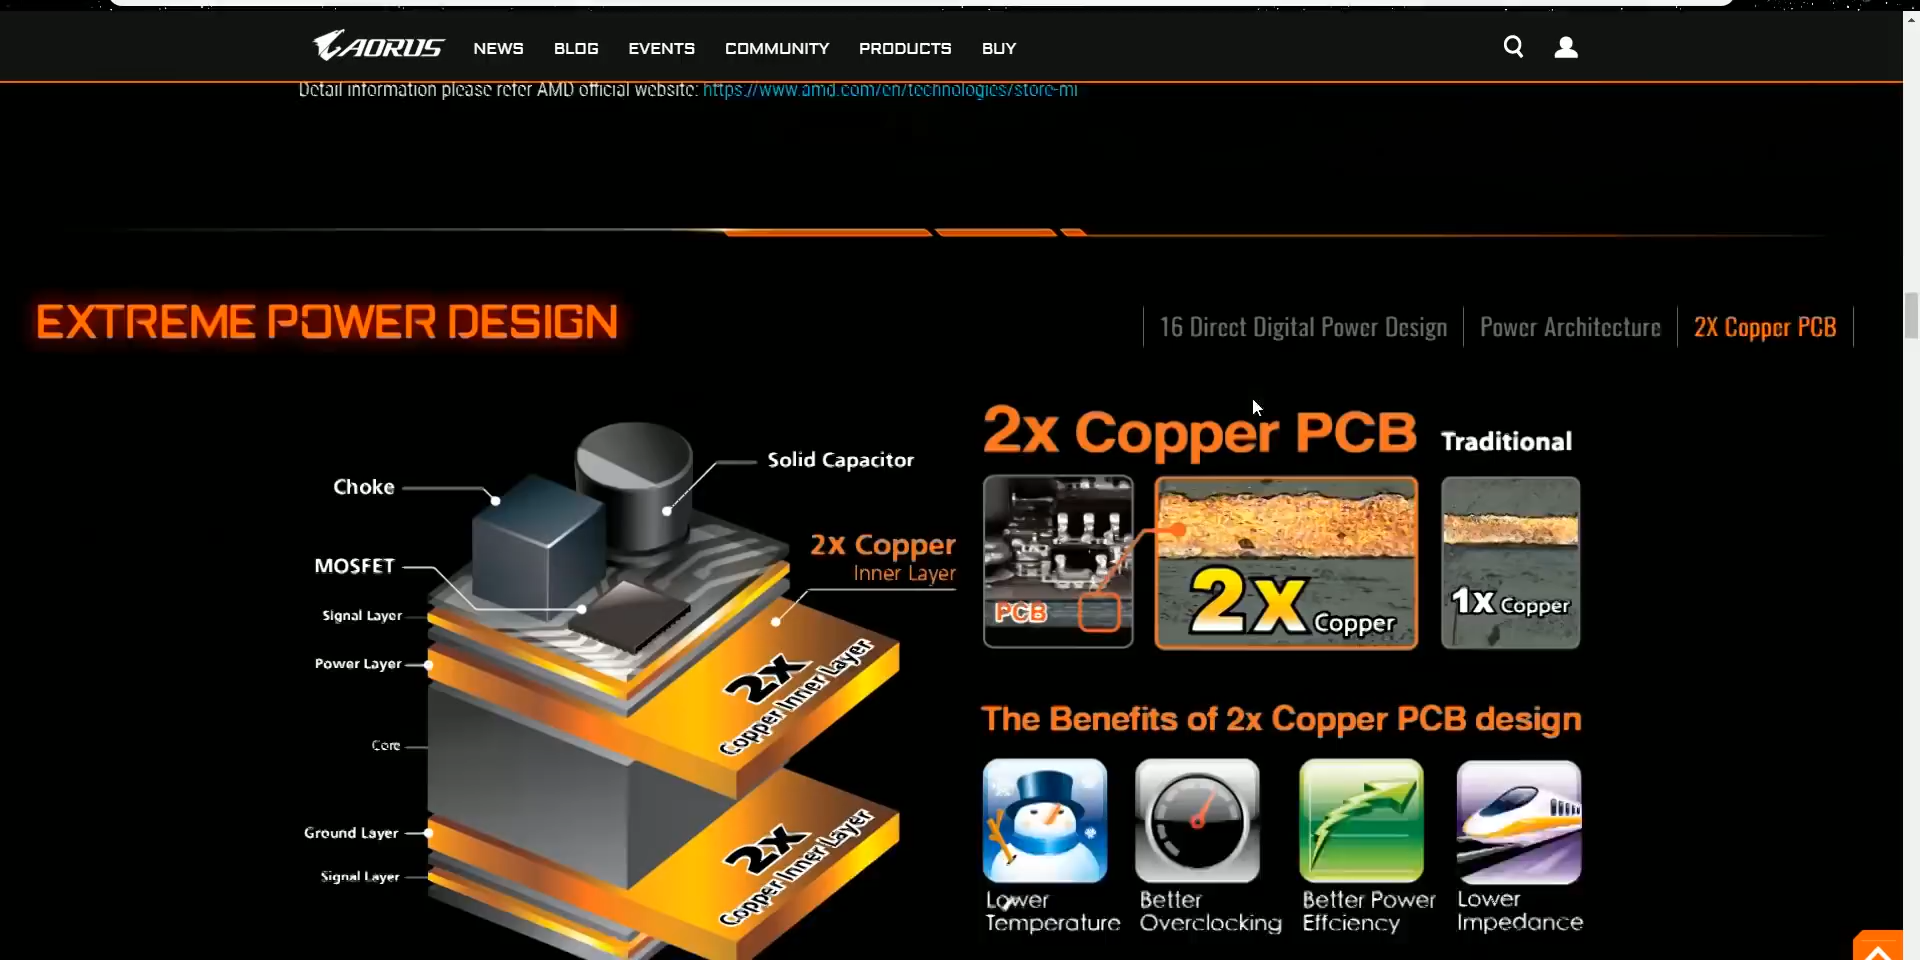 AORUS NEWS BLOG EVENTS COMMUNITY PRODUCTS BUY
Detail information please refer AMD official website: https://www.amd.com/en/technologies/store-mi
EXTREME POWER DESIGN
16 Direct Digital Power Design
Power Architecture
2X Copper PCB
Choke
Solid Capacitor
MOSFET
2x Copper
Inner Layer
Signal Layer
Power Layer
2x
Copper Inner Layer
Core
Ground Layer
2x
Copper Inner Layer
Signal Layer
2x Copper PCB
Traditional
PCB
2x Copper
1x Copper
The Benefits of 2x Copper PCB design
Lower
Temperature
Better
Overclocking
Better Power
Effciency
Lower
Impedance